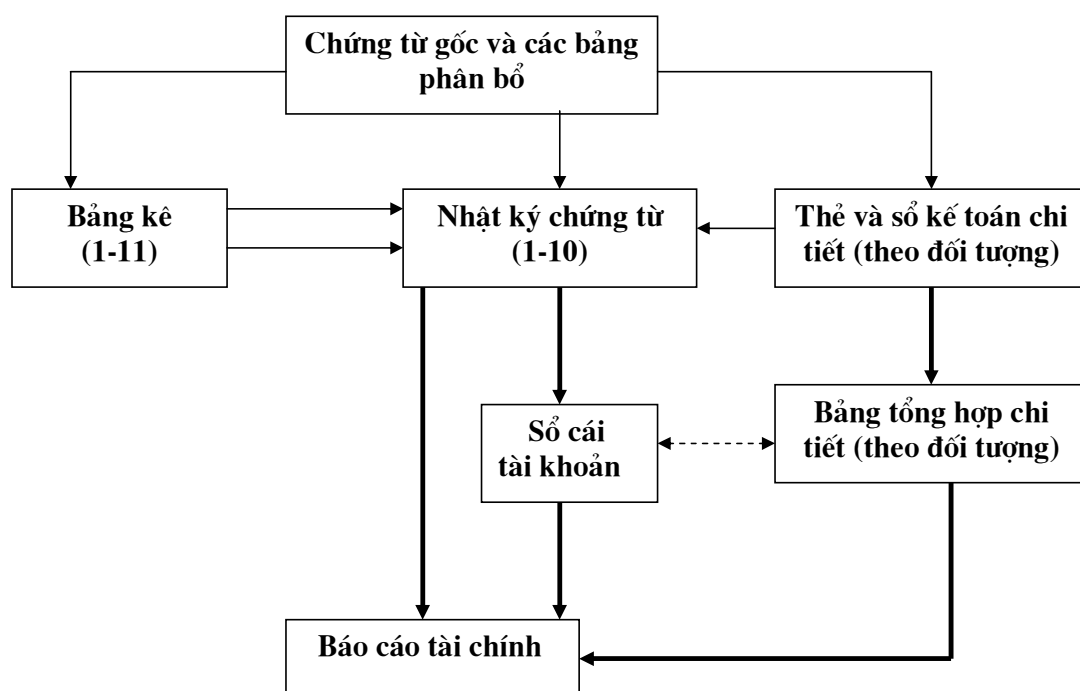 Chứng từ gốc và các bảng
phân bổ
Bảng kê
(1-11)
Nhật ký chứng từ
(1-10)
Thẻ và sổ kế toán chi
tiết (theo đối tượng)
Sổ cái
tài khoản
Bảng tổng hợp chi
tiết (theo đối tượng)
Báo cáo tài chính